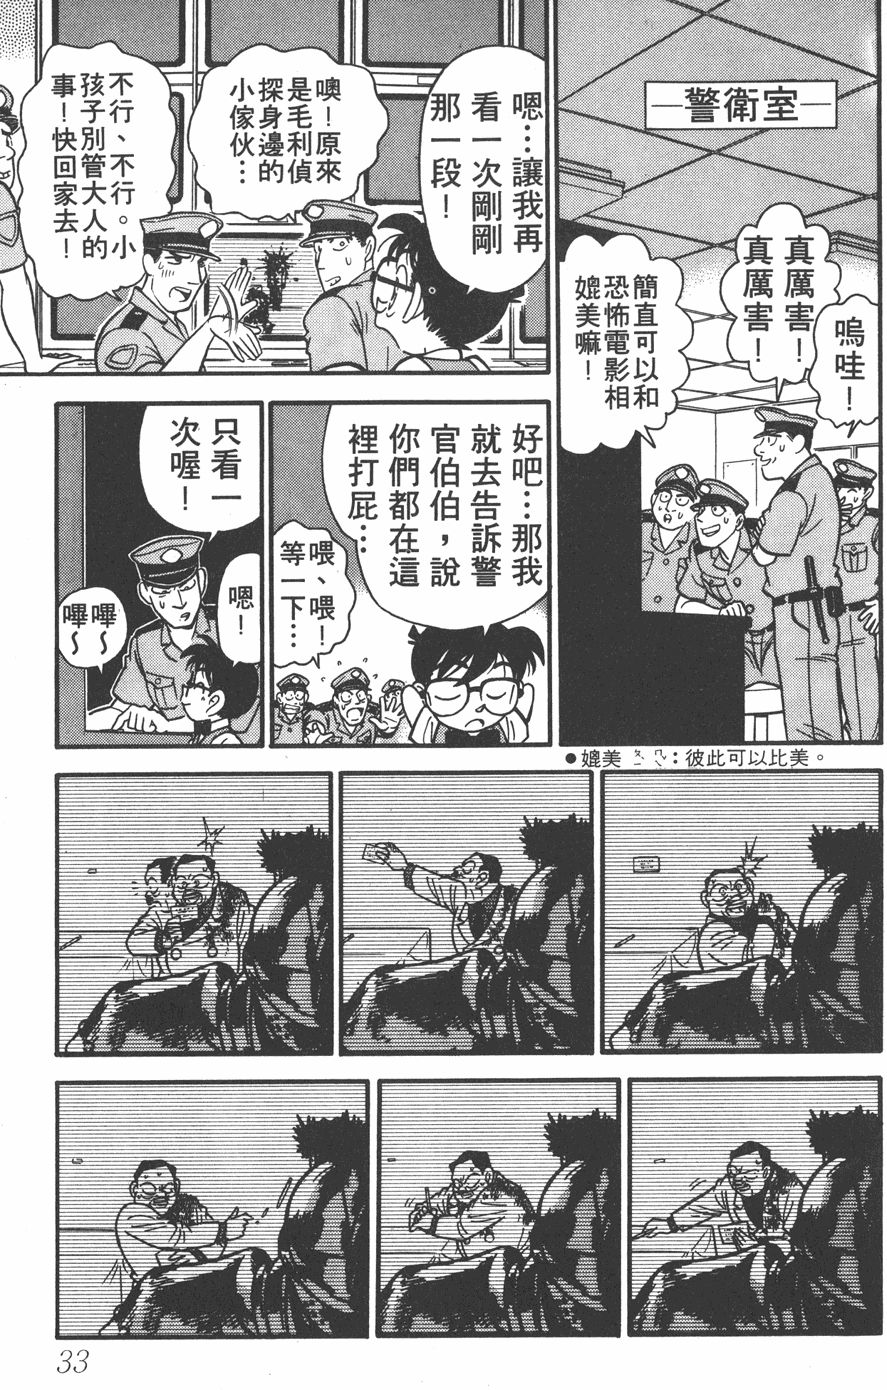 警衛室
嗚哇！
真厲害！
真厲害！
簡直可以和
恐怖電影相
媲美嘛！
嗯…讓我再
看一次剛剛
那一段！
噢！原來
是毛利偵
探身邊的
小傢伙…
不行、不行。小
孩子別管大人的
事！快回家去！
好吧…那我
就去告訴警
官伯伯，說
你們都在這
裡打屁…
喂、喂！
等一下…
只看一
次喔！
嗯！
嗶～
嗶～
●媲美：彼此可以比美。
33